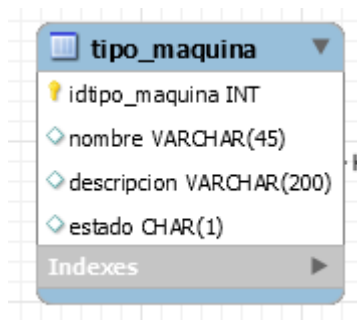 tipo_maquina
idtipo_maquina INT
nombre VARCHAR(45)
descripcion VARCHAR(200)
estado CHAR(1)
Indexes